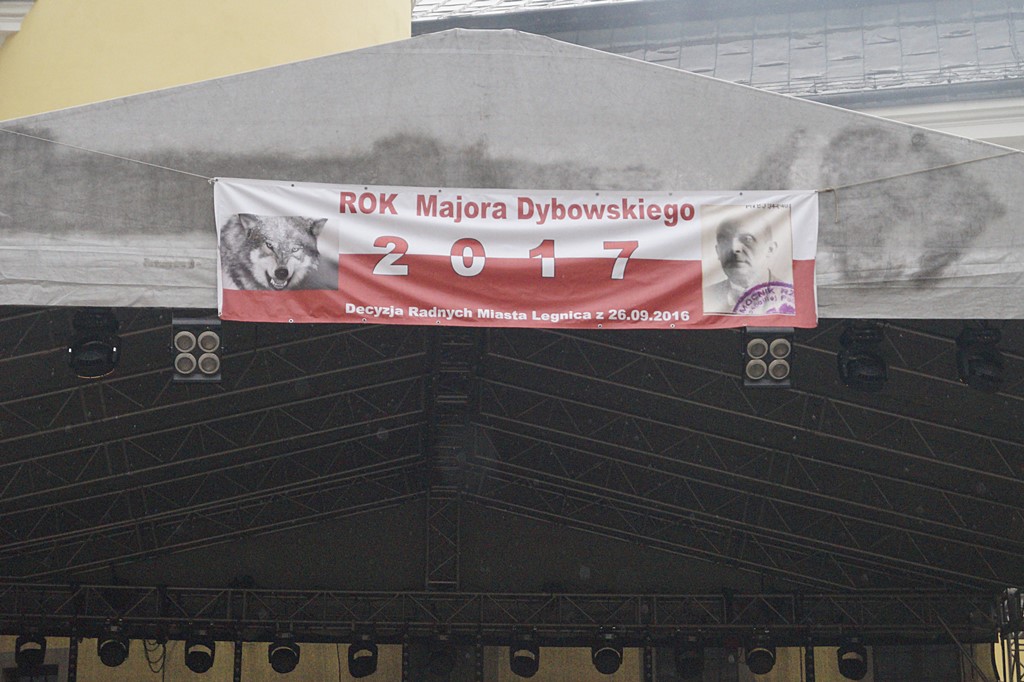 ROK Majora Dybowskiego
2017
Decyzja Radnych Miasta Legnica z 26.09.2016